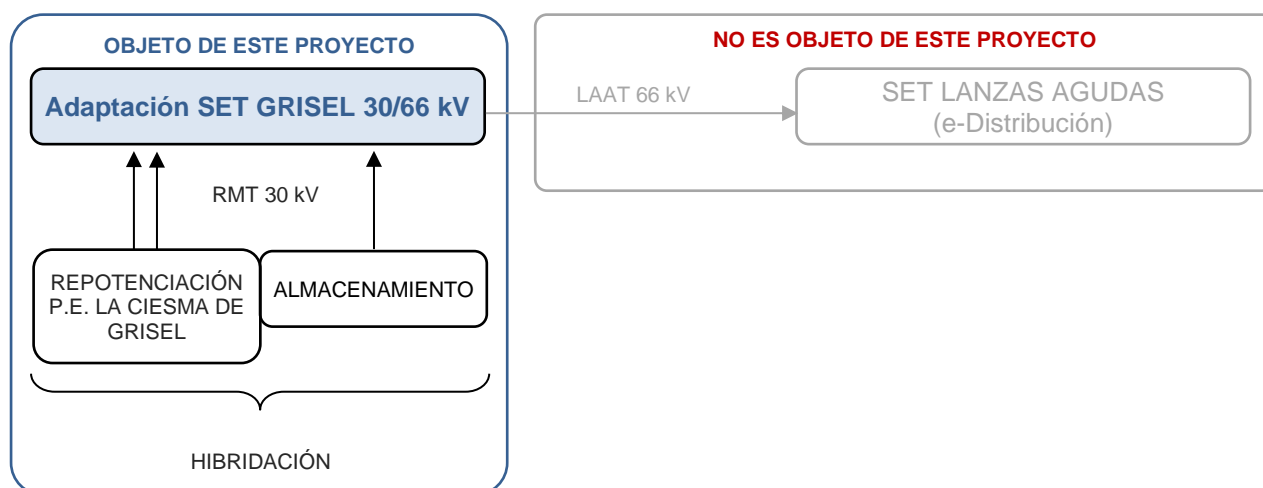 OBJETO DE ESTE PROYECTO
Adaptación SET GRISEL 30/66 kV
RMT 30 kV
REPOTENCIACIÓN
P.E. LA CIESMA DE
GRISEL
ALMACENAMIENTO
HIBRIDACIÓN
NO ES OBJETO DE ESTE PROYECTO
LAAT 66 kV
SET LANZAS AGUDAS
(e-Distribución)